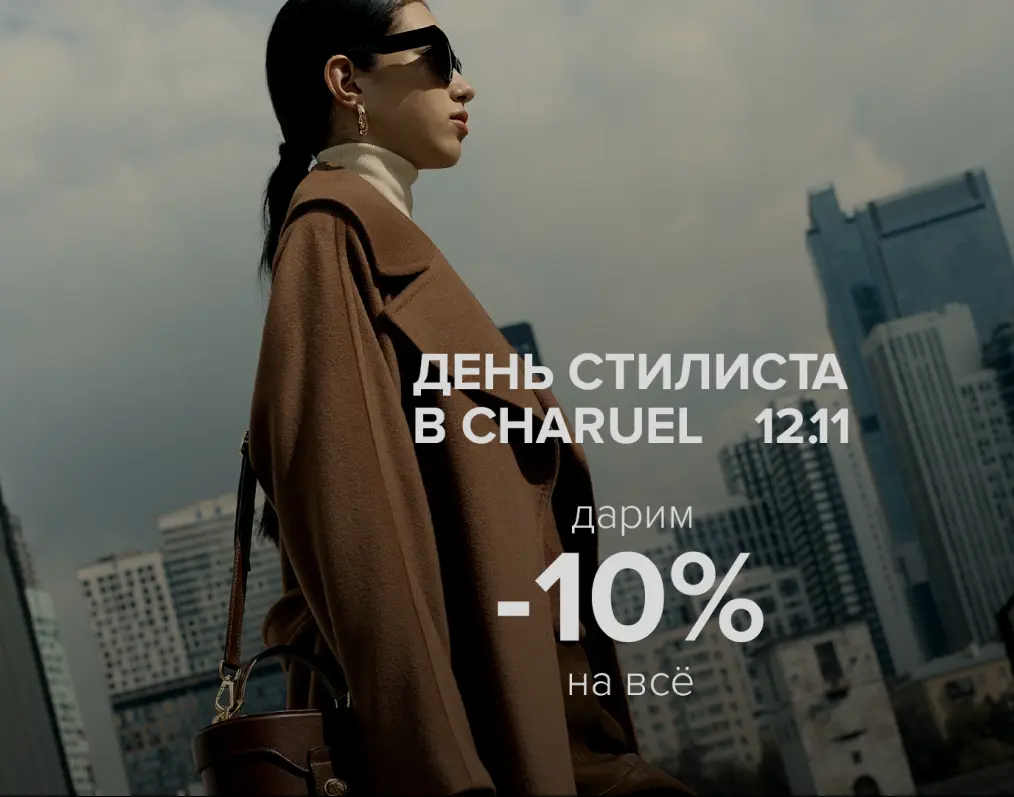 ДЕНЬ СТИЛИСТА
В CHARUEL 12.11
дарим
-10%
на всё